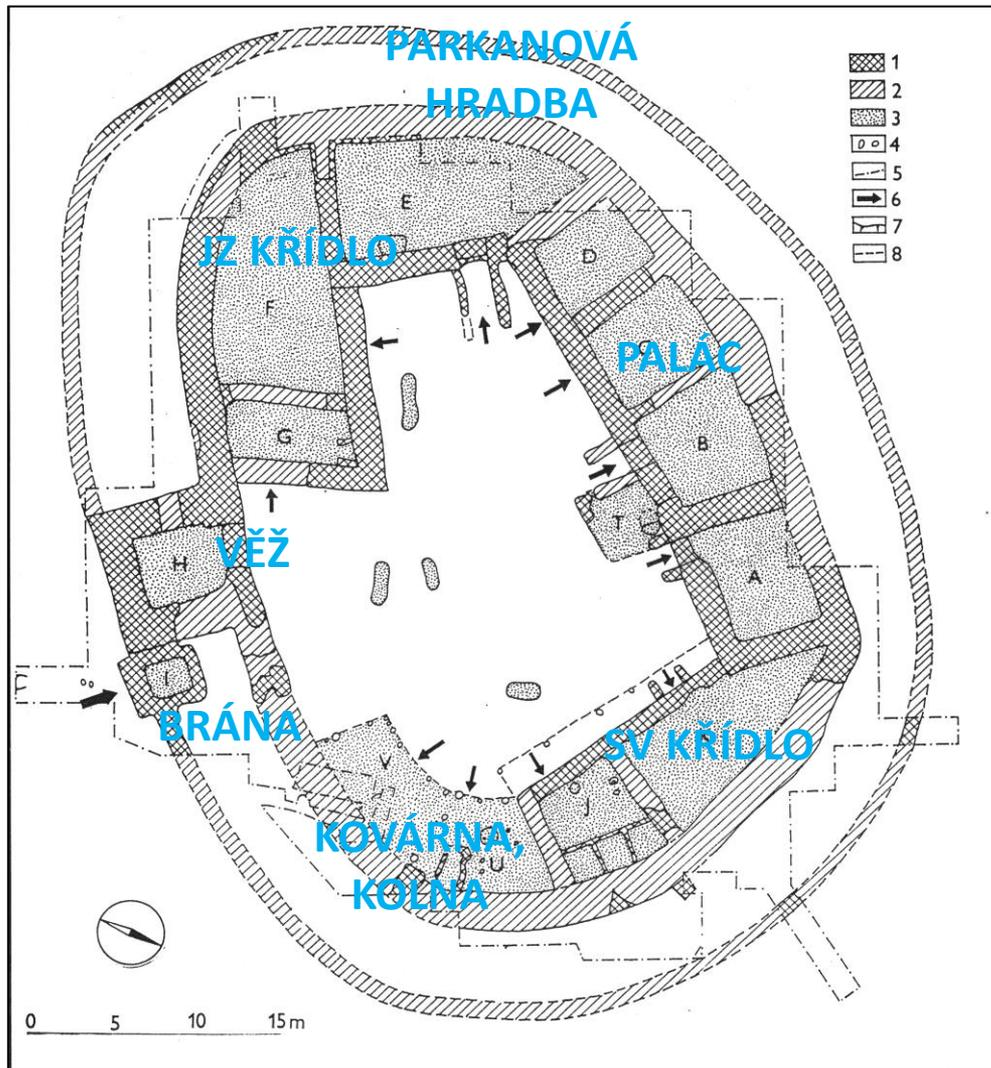 PARKANOVÁ
HRADBA
1
2
3
4
5
6
7
8
E
D
JZ KŘÍDLO
F
PALÁC
G
B
T
H
VĚŽ
A
I
BRÁNA
SV KŘÍDLO
V
J
KOVÁRNA,
KOLNA
U
0 5 10 15 m